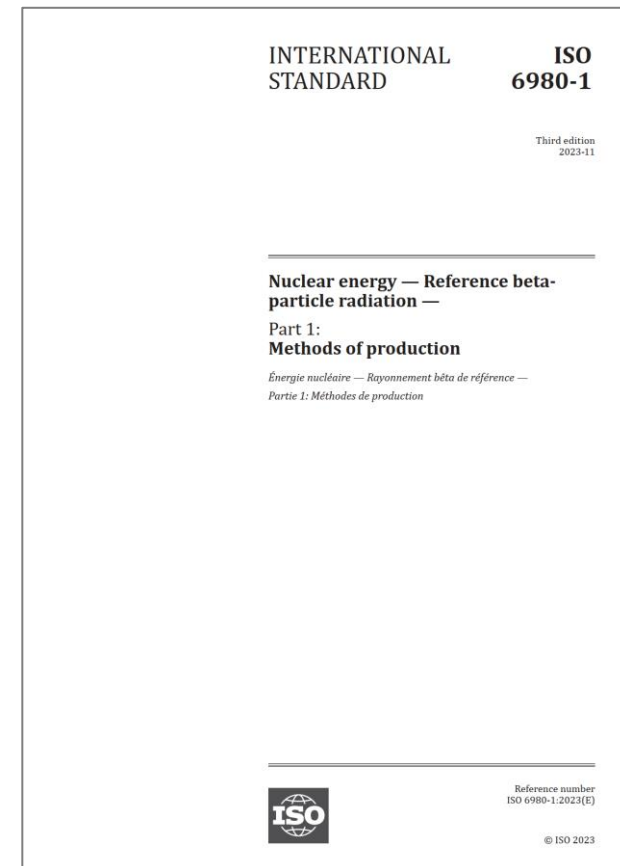 INTERNATIONAL
STANDARD
ISO
6980-1
Third edition
2023-11
Nuclear energy — Reference beta-
particle radiation —
Part 1:
Methods of production
Énergie nucléaire — Rayonnement bêta de référence —
Partie 1: Méthodes de production
ISO
Reference number
ISO 6980-1:2023(E)
© ISO 2023